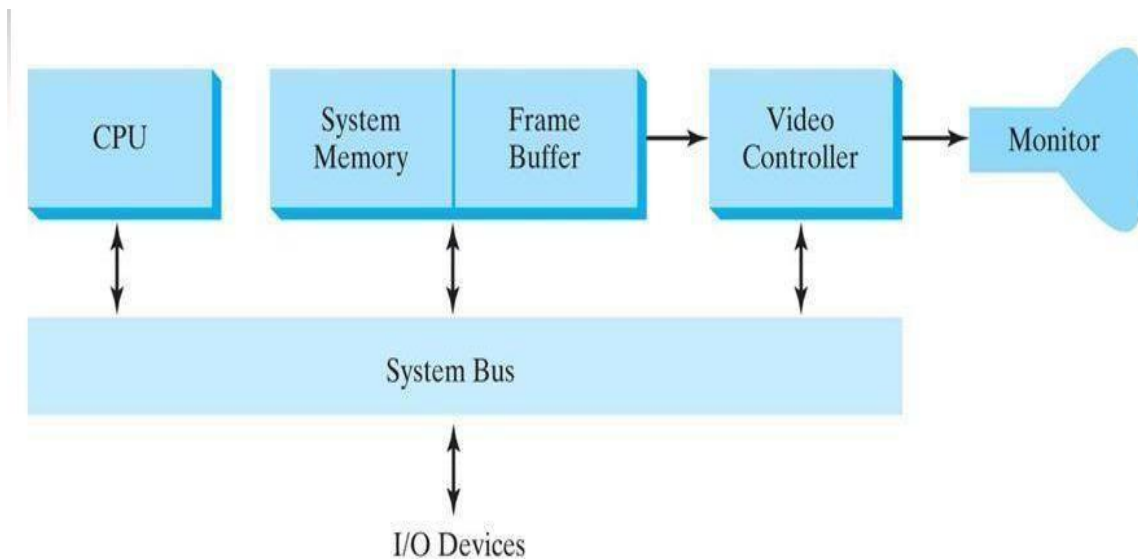 CPU
System
Memory
Frame
Buffer
Video
Controller
Monitor
System Bus
I/O Devices